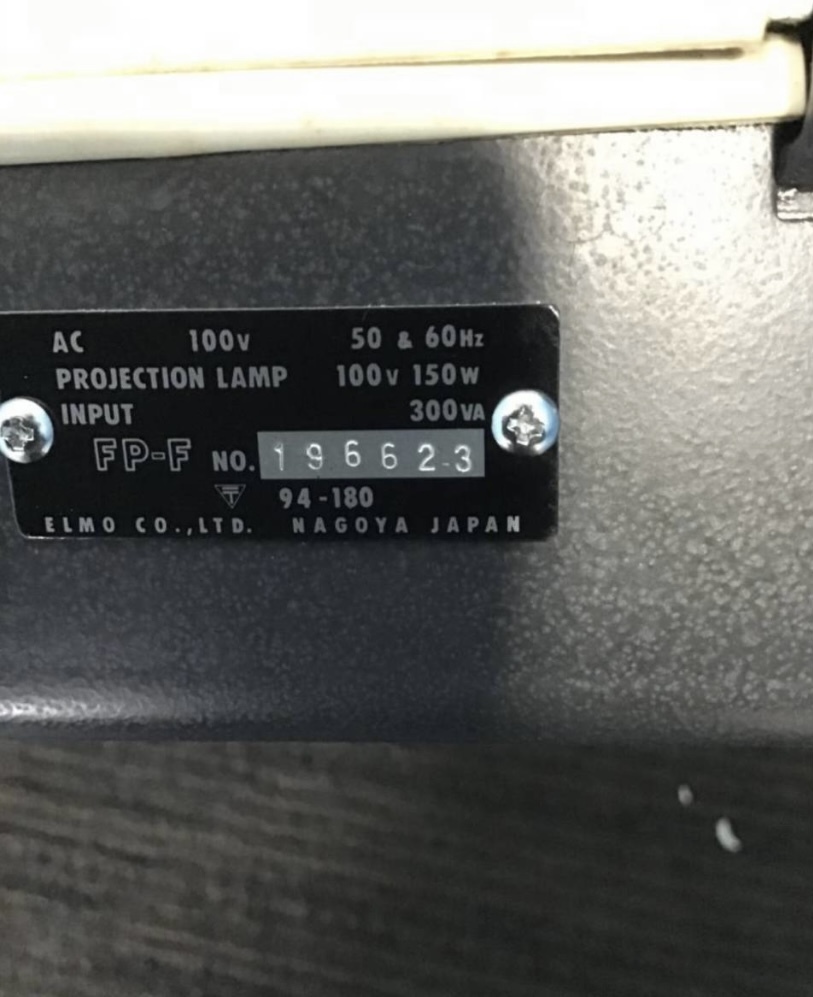 AC 100V 50 & 60Hz
PROJECTION LAMP 100V 150W
INPUT 300VA
FP-F NO. 196623
T 94-180
ELMO CO.,LTD. NAGOYA JAPAN